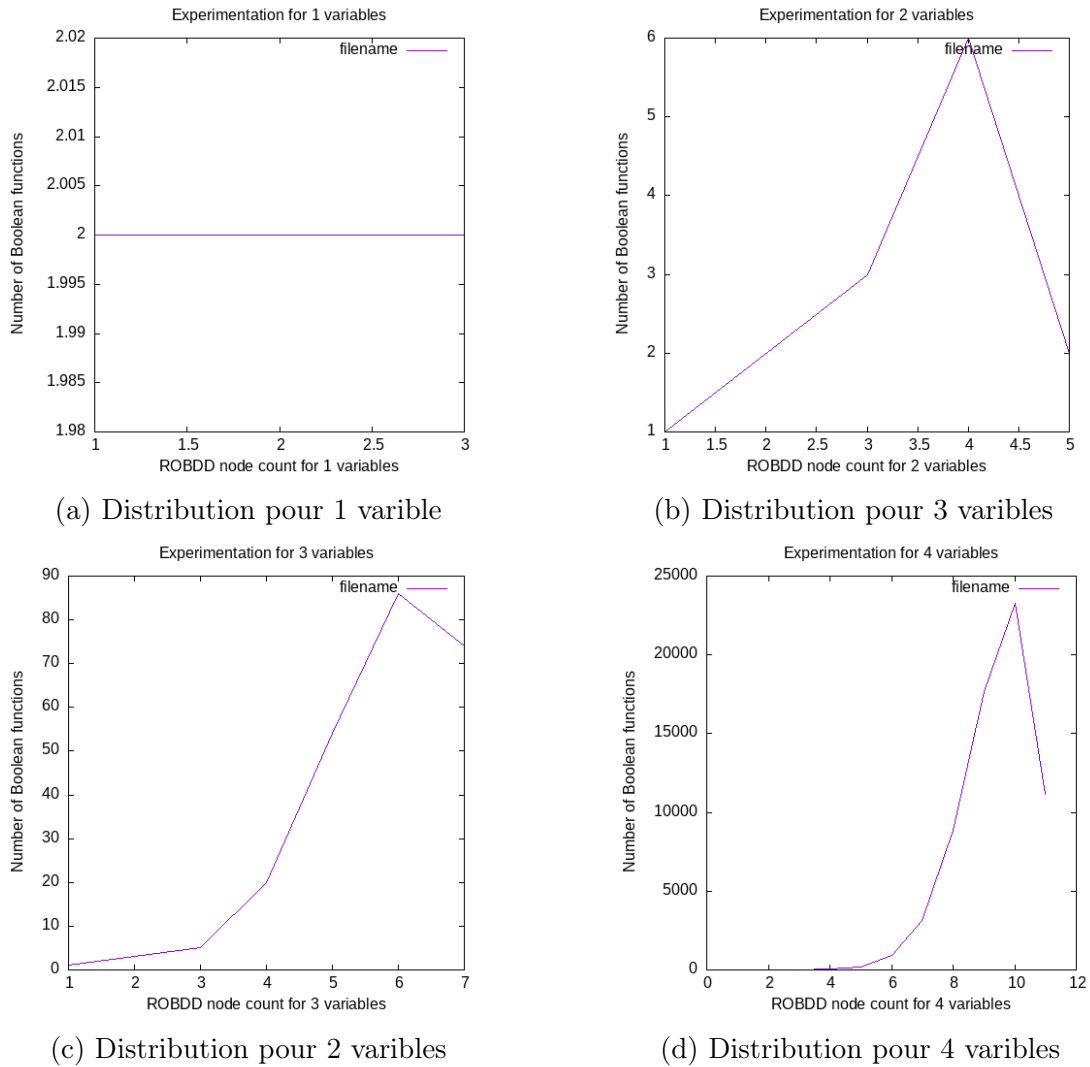 Experimentation for 1 variables
filename
2.02
2.015
2.01
2.005
2
1.995
1.99
1.985
1.98
Number of Boolean functions
1 1.5 2 2.5 3
ROBDD node count for 1 variables
(a) Distribution pour 1 varible
Experimentation for 2 variables
filename
6
5
4
3
2
1
Number of Boolean functions
1 1.5 2 2.5 3 3.5 4 4.5 5
ROBDD node count for 2 variables
(b) Distribution pour 3 varibles
Experimentation for 3 variables
filename
90
80
70
60
50
40
30
20
10
0
Number of Boolean functions
1 2 3 4 5 6 7
ROBDD node count for 3 variables
(c) Distribution pour 2 varibles
Experimentation for 4 variables
filename
25000
20000
15000
10000
5000
0
Number of Boolean functions
0 2 4 6 8 10 12
ROBDD node count for 4 variables
(d) Distribution pour 4 varibles